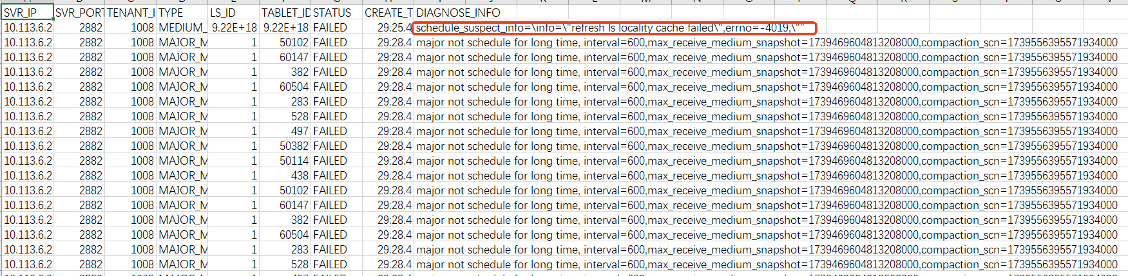 SVR_IP SVR_PORT TENANT_I TYPE LS_ID TABLET_ID STATUS CREATE_T DIAGNOSE_INFO
10.113.6.2 2882 1008 MEDIUM_ 9.22E+18 9.22E+18 FAILED 29:25.4 schedule_suspect_info=\info=\"refresh ls locality cache failed\",errno=-4019,\""
10.113.6.2 2882 1008 MAJOR_M 1 50102 FAILED 29:28.4 major not schedule for long time, interval=600,max_receive_medium_snapshot=1739469604813208000,compaction_scn=1739556395571934000
10.113.6.2 2882 1008 MAJOR_M 1 60147 FAILED 29:28.4 major not schedule for long time, interval=600,max_receive_medium_snapshot=1739469604813208000,compaction_scn=1739556395571934000
10.113.6.2 2882 1008 MAJOR_M 1 382 FAILED 29:28.4 major not schedule for long time, interval=600,max_receive_medium_snapshot=1739469604813208000,compaction_scn=1739556395571934000
10.113.6.2 2882 1008 MAJOR_M 1 60504 FAILED 29:28.4 major not schedule for long time, interval=600,max_receive_medium_snapshot=1739469604813208000,compaction_scn=1739556395571934000
10.113.6.2 2882 1008 MAJOR_M 1 283 FAILED 29:28.4 major not schedule for long time, interval=600,max_receive_medium_snapshot=1739469604813208000,compaction_scn=1739556395571934000
10.113.6.2 2882 1008 MAJOR_M 1 528 FAILED 29:28.4 major not schedule for long time, interval=600,max_receive_medium_snapshot=1739469604813208000,compaction_scn=1739556395571934000
10.113.6.2 2882 1008 MAJOR_M 1 497 FAILED 29:28.4 major not schedule for long time, interval=600,max_receive_medium_snapshot=1739469604813208000,compaction_scn=1739556395571934000
10.113.6.2 2882 1008 MAJOR_M 1 50382 FAILED 29:28.4 major not schedule for long time, interval=600,max_receive_medium_snapshot=1739469604813208000,compaction_scn=1739556395571934000
10.113.6.2 2882 1008 MAJOR_M 1 50114 FAILED 29:28.4 major not schedule for long time, interval=600,max_receive_medium_snapshot=1739469604813208000,compaction_scn=1739556395571934000
10.113.6.2 2882 1008 MAJOR_M 1 438 FAILED 29:28.4 major not schedule for long time, interval=600,max_receive_medium_snapshot=1739469604813208000,compaction_scn=1739556395571934000
10.113.6.2 2882 1008 MAJOR_M 1 50102 FAILED 29:28.4 major not schedule for long time, interval=600,max_receive_medium_snapshot=1739469604813208000,compaction_scn=1739556395571934000
10.113.6.2 2882 1008 MAJOR_M 1 60147 FAILED 29:28.4 major not schedule for long time, interval=600,max_receive_medium_snapshot=1739469604813208000,compaction_scn=1739556395571934000
10.113.6.2 2882 1008 MAJOR_M 1 382 FAILED 29:28.4 major not schedule for long time, interval=600,max_receive_medium_snapshot=1739469604813208000,compaction_scn=1739556395571934000
10.113.6.2 2882 1008 MAJOR_M 1 60504 FAILED 29:28.4 major not schedule for long time, interval=600,max_receive_medium_snapshot=1739469604813208000,compaction_scn=1739556395571934000
10.113.6.2 2882 1008 MAJOR_M 1 283 FAILED 29:28.4 major not schedule for long time, interval=600,max_receive_medium_snapshot=1739469604813208000,compaction_scn=1739556395571934000
10.113.6.2 2882 1008 MAJOR_M 1 528 FAILED 29:28.4 major not schedule for long time, interval=600,max_receive_medium_snapshot=1739469604813208000,compaction_scn=1739556395571934000